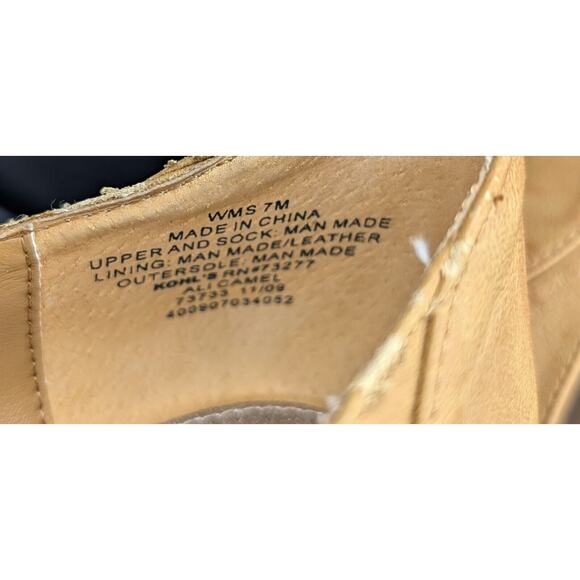 WMS 7M
MADE IN CHINA
UPPER AND SOCK: MAN MADE
LINING: MAN MADE/LEATHER
OUTERSOLE: MAN MADE
KOHL'S RN#73277
ALI CAMEL
73733 11/09
400907034052